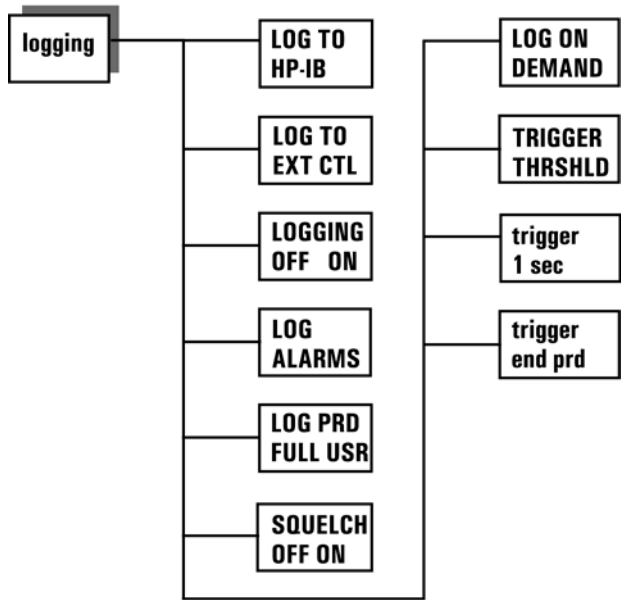 logging
LOG TO
HP-IB
LOG TO
EXT CTL
LOGGING
OFF ON
LOG
ALARMS
LOG PRD
FULL USR
SQUELCH
OFF ON
LOG ON
DEMAND
TRIGGER
THRSHLD
trigger
1 sec
trigger
end prd